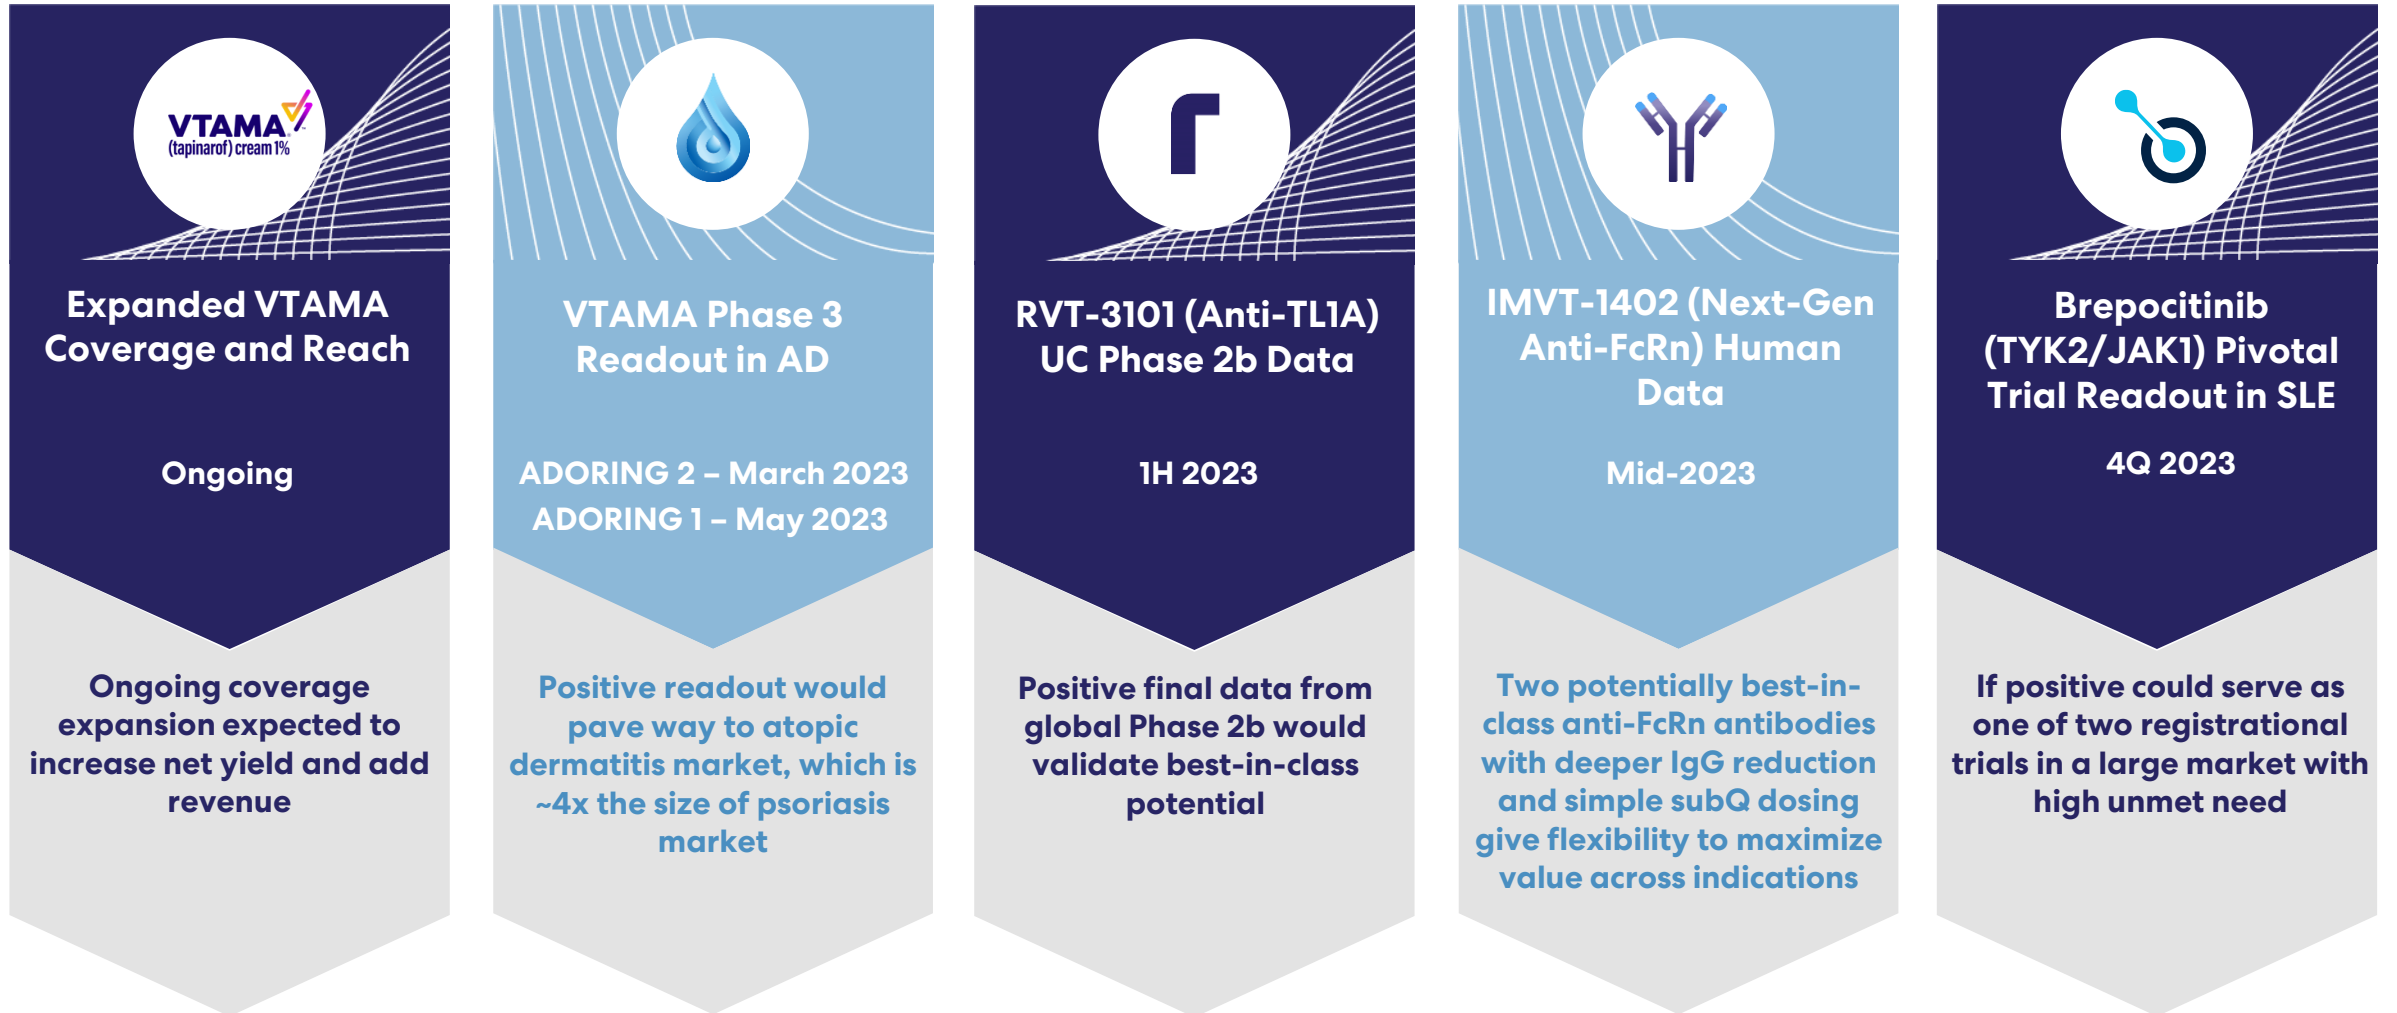 VTAMA
(tapinarof) cream 1%
Expanded VTAMA
Coverage and Reach
Ongoing
Ongoing coverage
expansion expected to
increase net yield and add
revenue
VTAMA Phase 3
Readout in AD
ADORING 2 – March 2023
ADORING 1 – May 2023
Positive readout would
pave way to atopic
dermatitis market, which is
~4x the size of psoriasis
market
r
RVT-3101 (Anti-TL1A)
UC Phase 2b Data
1H 2023
Positive final data from
global Phase 2b would
validate best-in-class
potential
IMVT-1402 (Next-Gen
Anti-FcRn) Human
Data
Mid-2023
Two potentially best-in-
class anti-FcRn antibodies
with deeper IgG reduction
and simple subQ dosing
give flexibility to maximize
value across indications
Brepocitinib
(TYK2/JAK1) Pivotal
Trial Readout in SLE
4Q 2023
If positive could serve as
one of two registrational
trials in a large market with
high unmet need